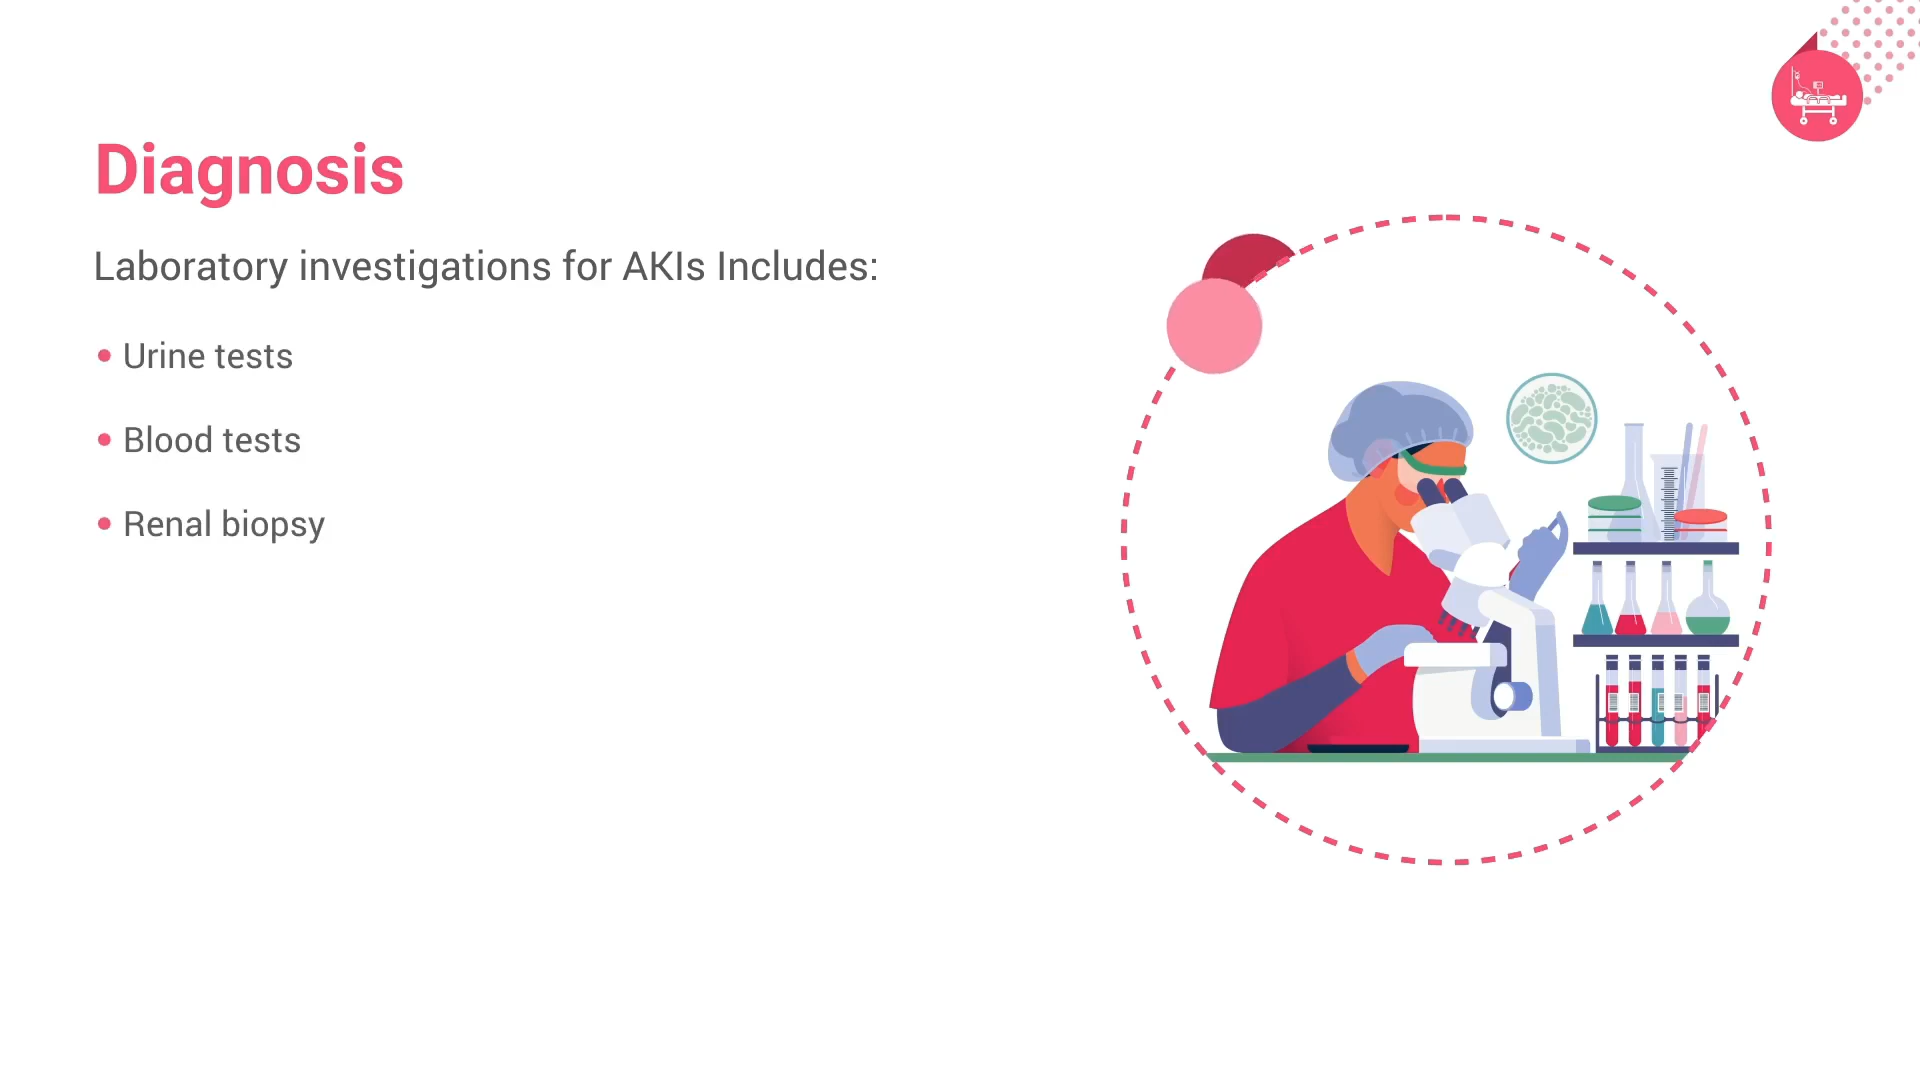 Diagnosis
Laboratory investigations for AKIs Includes:
• Urine tests
• Blood tests
• Renal biopsy